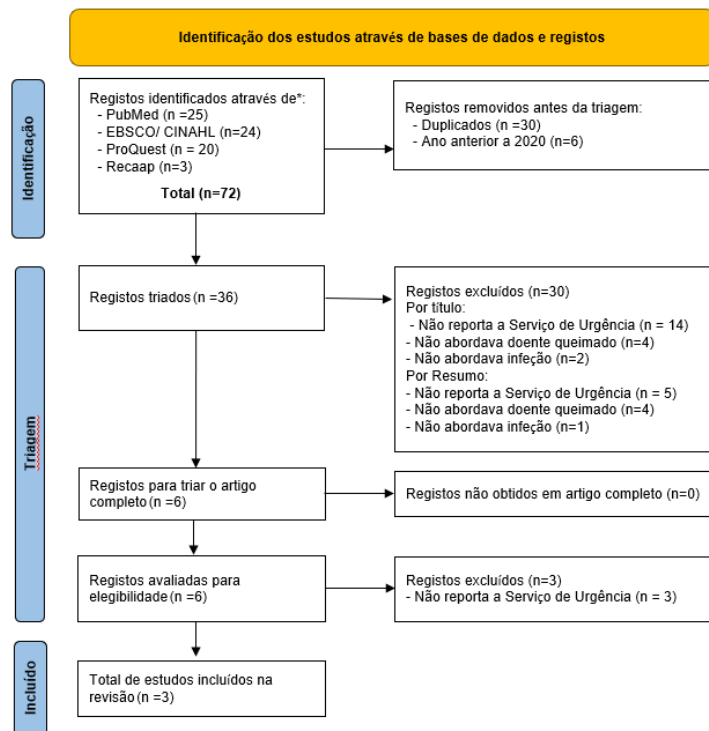 Identificação dos estudos através de bases de dados e registos
Identificação
Registos identificados através de*:
- PubMed (n =25)
- EBSCO/ CINAHL (n=24)
- ProQuest (n = 20)
- Recaap (n=3)
Total (n=72)
Registos removidos antes da triagem:
- Duplicados (n =30)
- Ano anterior a 2020 (n=6)
Triagem
Registos triados (n =36)
Registos excluídos (n=30)
Por título:
- Não reporta a Serviço de Urgência (n = 14)
- Não abordava doente queimado (n=4)
- Não abordava infeção (n=2)
Por Resumo:
- Não reporta a Serviço de Urgência (n = 5)
- Não abordava doente queimado (n=4)
- Não abordava infeção (n=1)
Registos para triar o artigo
completo (n =6)
Registos não obtidos em artigo completo (n=0)
Registos avaliadas para
elegibilidade (n =6)
Registos excluídos (n=3)
- Não reporta a Serviço de Urgência (n = 3)
Incluído
Total de estudos incluídos na
revisão (n =3)